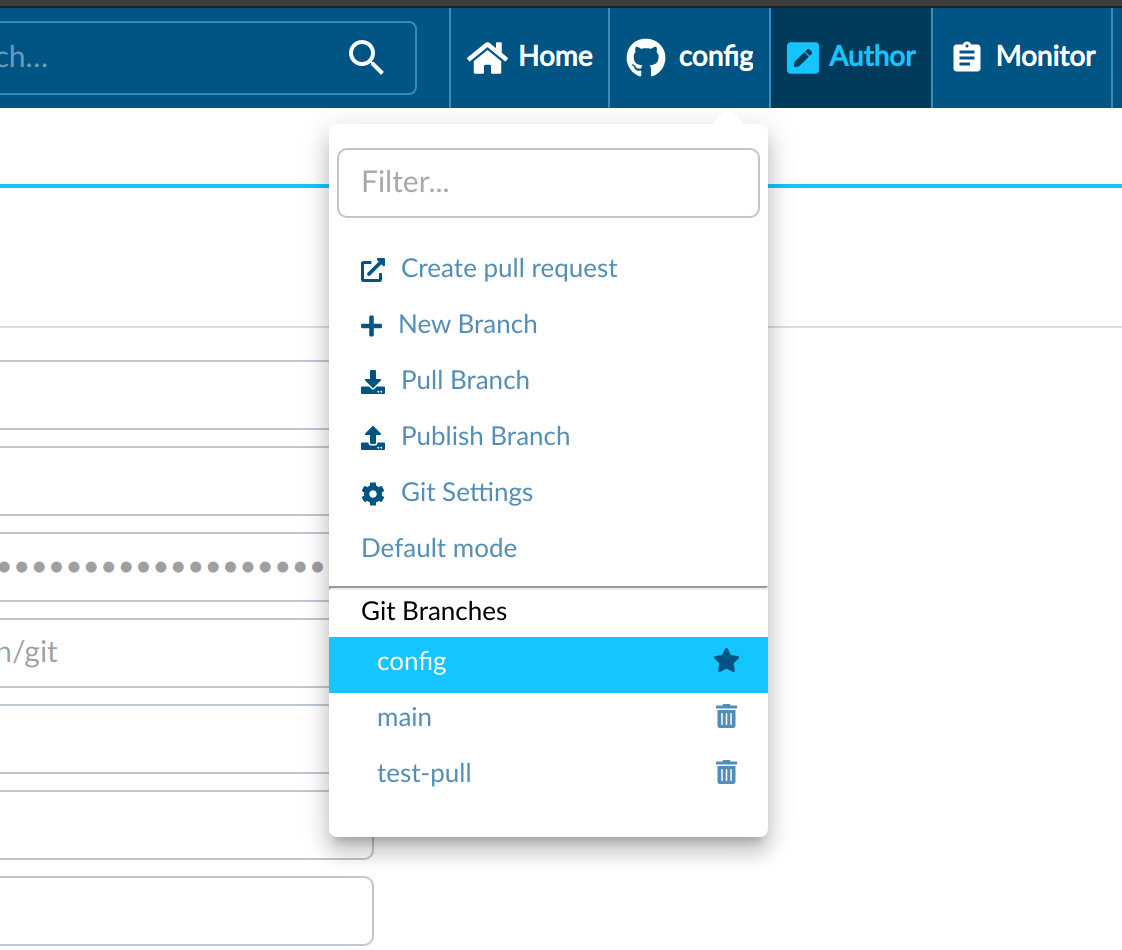 ch...
Home
config
Author
Monitor
Filter...
Create pull request
New Branch
Pull Branch
Publish Branch
Git Settings
Default mode
Git Branches
config
main
test-pull
n/git